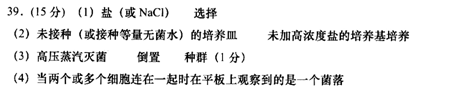 39.（15分）（1）盐（或NaCl）  选择
（2）未接种（或接种等量无菌水）的培养皿  未加高浓度盐的培养基培养
（3）高压蒸汽灭菌  倒置  种群（1分）
（4）当两个或多个细胞连在一起时在平板上观察到的是一个菌落